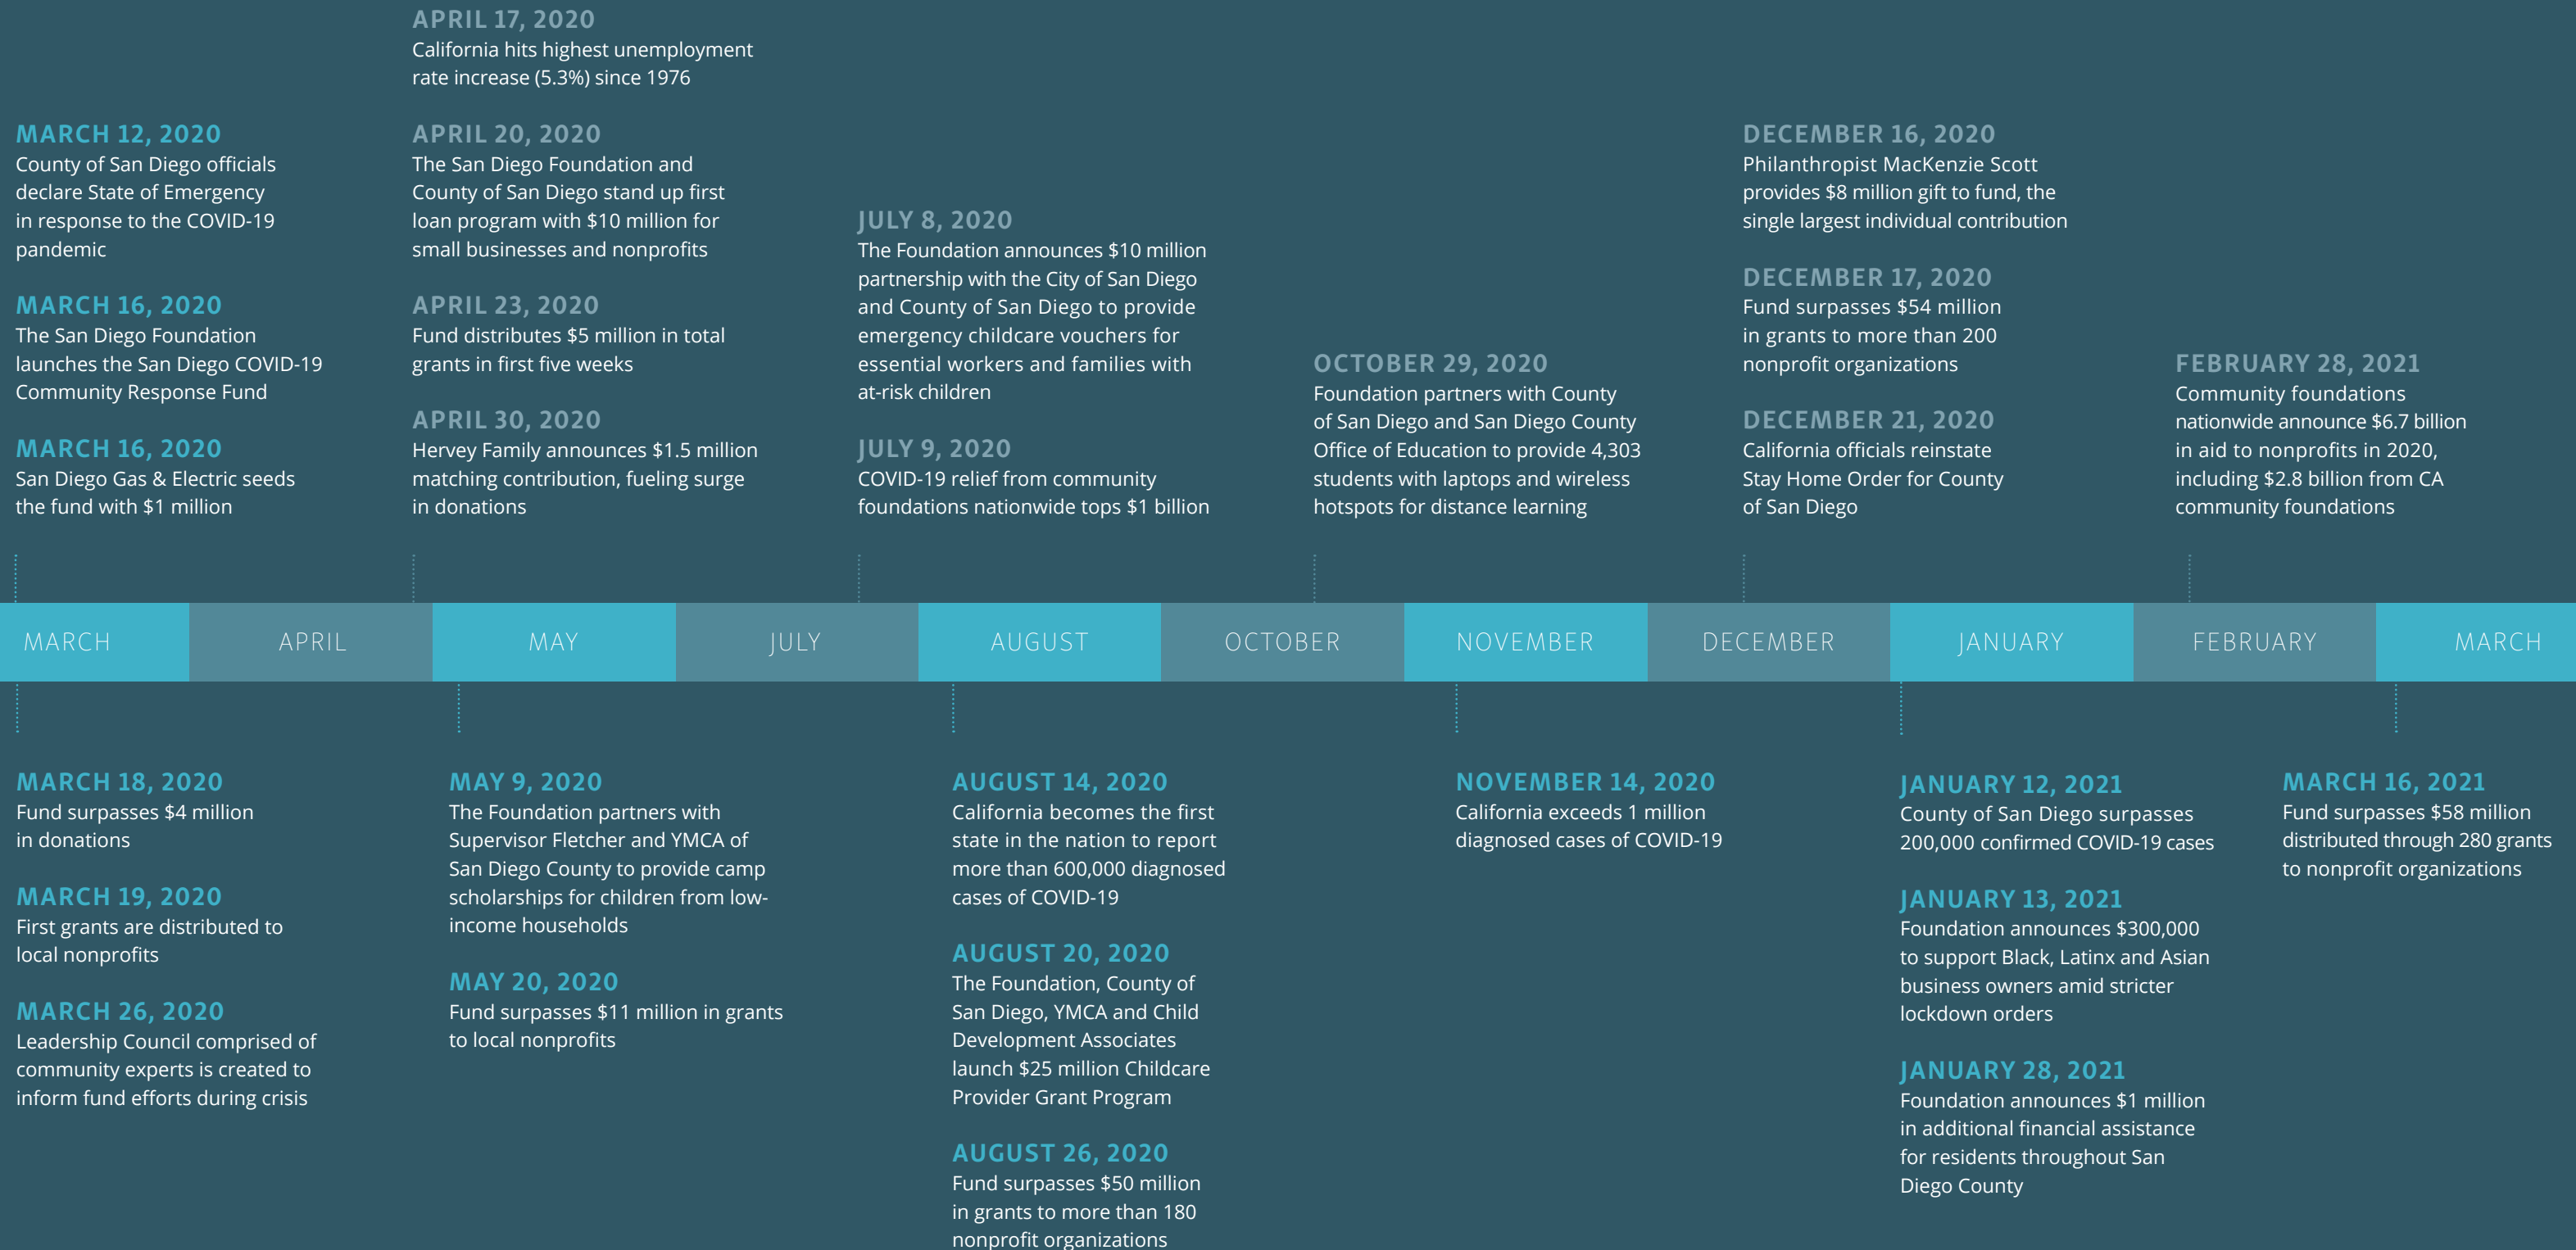 APRIL 17, 2020
California hits highest unemployment
rate increase (5.3%) since 1976
MARCH 12, 2020
County of San Diego officials
declare State of Emergency
in response to the COVID-19
pandemic
MARCH 16, 2020
The San Diego Foundation
launches the San Diego COVID-19
Community Response Fund
MARCH 16, 2020
San Diego Gas & Electric seeds
the fund with $1 million
APRIL 20, 2020
The San Diego Foundation and
County of San Diego stand up first
loan program with $10 million for
small businesses and nonprofits
APRIL 23, 2020
Fund distributes $5 million in total
grants in first five weeks
APRIL 30, 2020
Hervey Family announces $1.5 million
matching contribution, fueling surge
in donations
JULY 8, 2020
The Foundation announces $10 million
partnership with the City of San Diego
and County of San Diego to provide
emergency childcare vouchers for
essential workers and families with
at-risk children
JULY 9, 2020
COVID-19 relief from community
foundations nationwide tops $1 billion
OCTOBER 29, 2020
Foundation partners with County
of San Diego and San Diego County
Office of Education to provide 4,303
students with laptops and wireless
hotspots for distance learning
DECEMBER 16, 2020
Philanthropist MacKenzie Scott
provides $8 million gift to fund, the
single largest individual contribution
DECEMBER 17, 2020
Fund surpasses $54 million
in grants to more than 200
nonprofit organizations
DECEMBER 21, 2020
California officials reinstate
Stay Home Order for County
of San Diego
FEBRUARY 28, 2021
Community foundations
nationwide announce $6.7 billion
in aid to nonprofits in 2020,
including $2.8 billion from CA
community foundations
MARCH
APRIL
MAY
JULY
AUGUST
OCTOBER
NOVEMBER
DECEMBER
JANUARY
FEBRUARY
MARCH
MARCH 18, 2020
Fund surpasses $4 million
in donations
MARCH 19, 2020
First grants are distributed to
local nonprofits
MARCH 26, 2020
Leadership Council comprised of
community experts is created to
inform fund efforts during crisis
MAY 9, 2020
The Foundation partners with
Supervisor Fletcher and YMCA of
San Diego County to provide camp
scholarships for children from low-
income households
MAY 20, 2020
Fund surpasses $11 million in grants
to local nonprofits
AUGUST 14, 2020
California becomes the first
state in the nation to report
more than 600,000 diagnosed
cases of COVID-19
AUGUST 20, 2020
The Foundation, County of
San Diego, YMCA and Child
Development Associates
launch $25 million Childcare
Provider Grant Program
AUGUST 26, 2020
Fund surpasses $50 million
in grants to more than 180
nonprofit organizations
NOVEMBER 14, 2020
California exceeds 1 million
diagnosed cases of COVID-19
JANUARY 12, 2021
County of San Diego surpasses
200,000 confirmed COVID-19 cases
JANUARY 13, 2021
Foundation announces $300,000
to support Black, Latinx and Asian
business owners amid stricter
lockdown orders
JANUARY 28, 2021
Foundation announces $1 million
in additional financial assistance
for residents throughout San
Diego County
MARCH 16, 2021
Fund surpasses $58 million
distributed through 280 grants
to nonprofit organizations